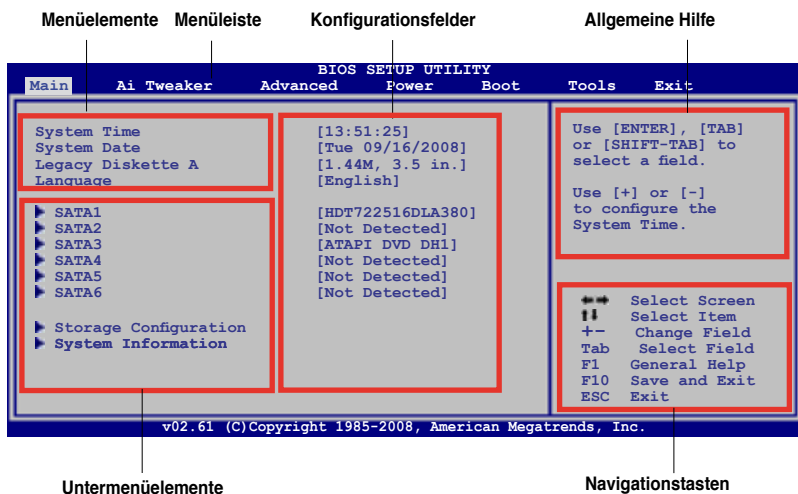 Menüelemente Menüleiste Konfigurationsfelder Allgemeine Hilfe
BIOS SETUP UTILITY
Main Ai Tweaker Advanced Power Boot Tools Exit
System Time [13:51:25]
System Date [Tue 09/16/2008]
Legacy Diskette A [1.44M, 3.5 in.]
Language [English]
SATA1 [HDT722516DLA380]
SATA2 [Not Detected]
SATA3 [ATAPI DVD DH1]
SATA4 [Not Detected]
SATA5 [Not Detected]
SATA6 [Not Detected]
Storage Configuration
System Information
Use [ENTER], [TAB]
or [SHIFT-TAB] to
select a field.
Use [+] or [-]
to configure the
System Time.
←→ Select Screen
↑↓ Select Item
+- Change Field
Tab Select Field
F1 General Help
F10 Save and Exit
ESC Exit
v02.61 (C)Copyright 1985-2008, American Megatrends, Inc.
Untermenüelemente Navigationstasten